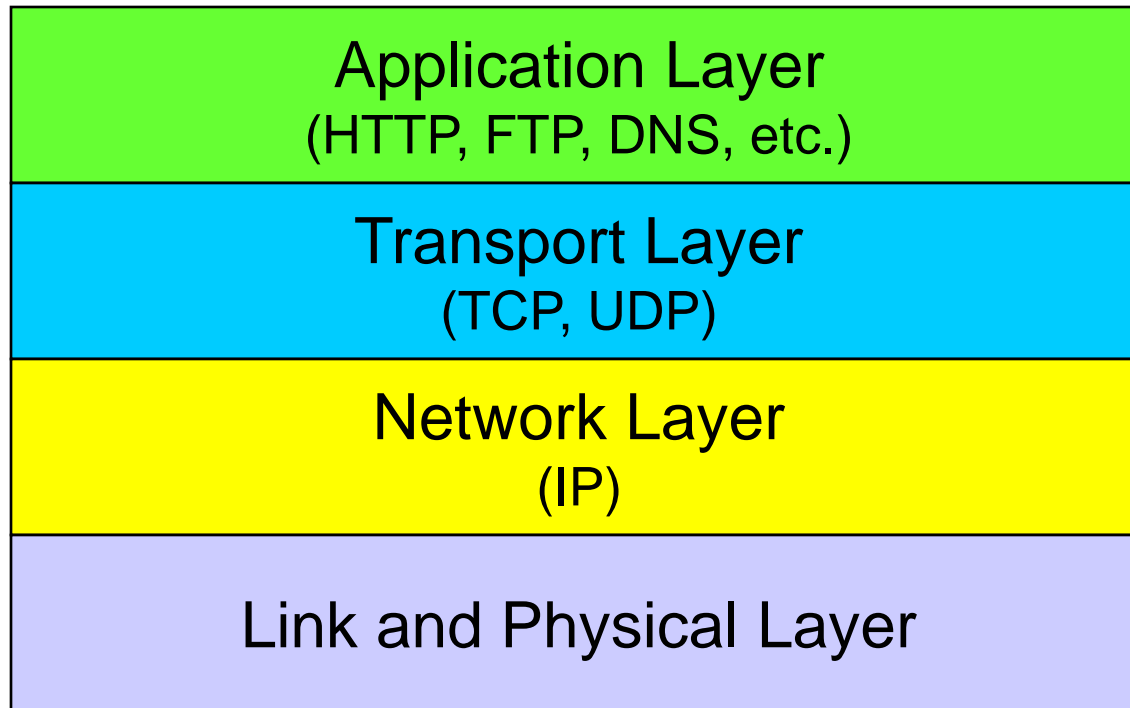 Application Layer
(HTTP, FTP, DNS, etc.)
Transport Layer
(TCP, UDP)
Network Layer
(IP)
Link and Physical Layer